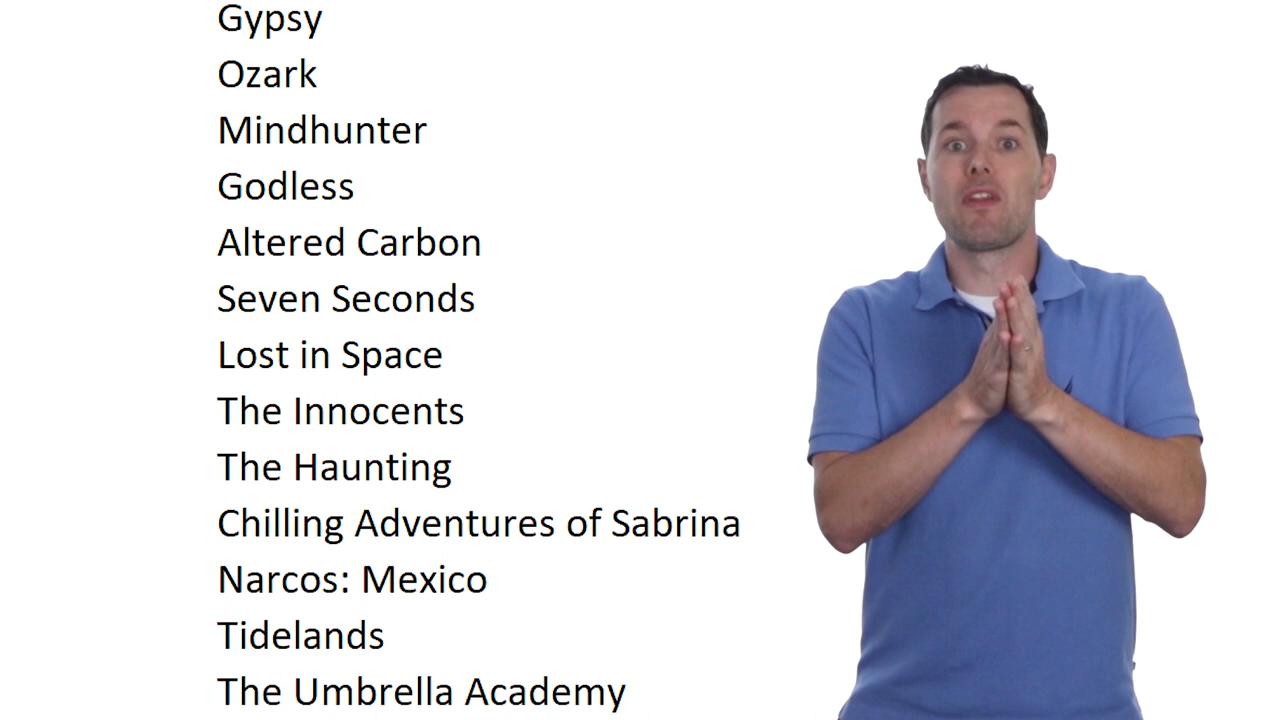 Gypsy
Ozark
Mindhunter
Godless
Altered Carbon
Seven Seconds
Lost in Space
The Innocents
The Haunting
Chilling Adventures of Sabrina
Narcos: Mexico
Tidelands
The Umbrella Academy